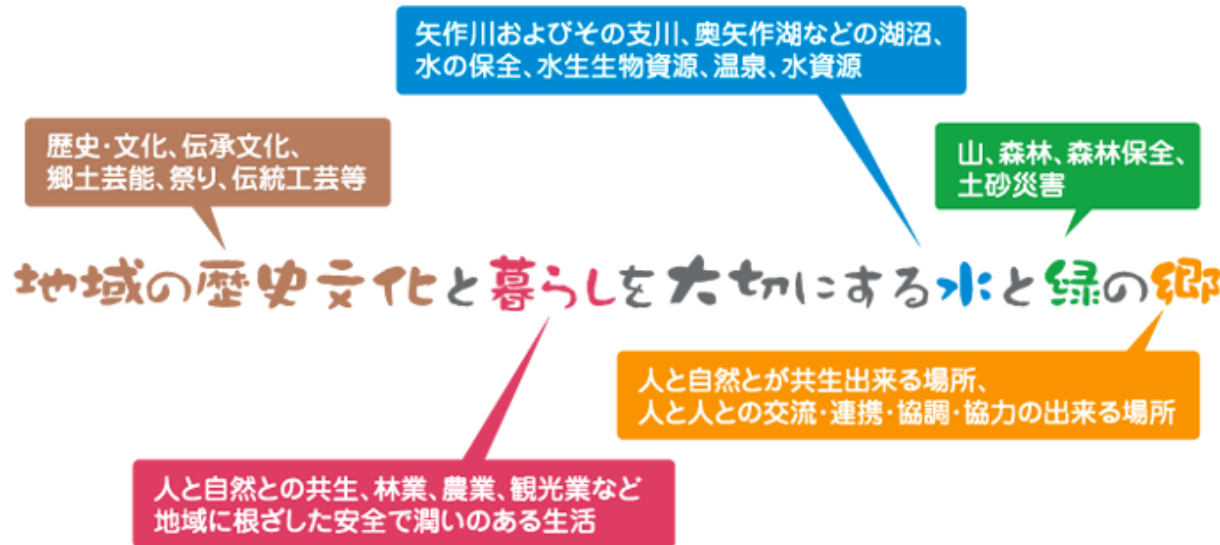 矢作川およびその支川、奥矢作湖などの湖沼、
水の保全、水生生物資源、温泉、水資源
歴史・文化、伝承文化、
郷土芸能、祭り、伝統工芸等
山、森林、森林保全、
土砂災害
地域の歴史文化と暮らしを大切にする水と緑の郷
人と自然とが共生出来る場所、
人と人との交流・連携・協調・協力の出来る場所
人と自然との共生、林業、農業、観光業など
地域に根ざした安全で潤いのある生活